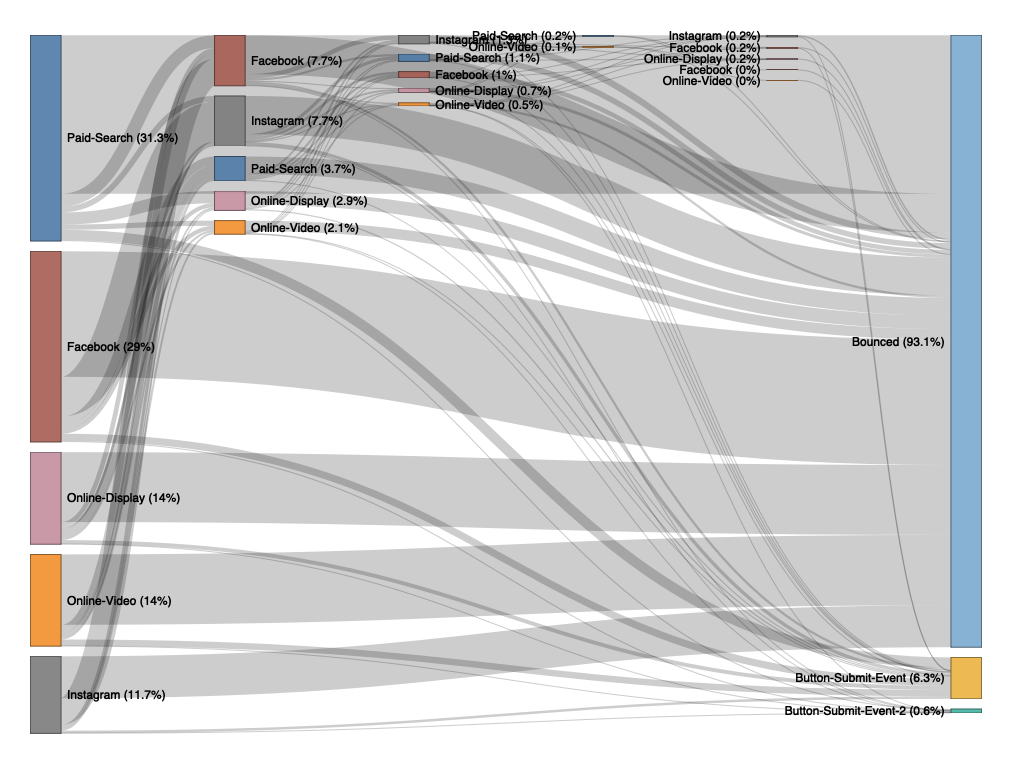 Paid-Search (31.3%)
Facebook (29%)
Online-Display (14%)
Online-Video (14%)
Instagram (11.7%)
Facebook (7.7%)
Instagram (7.7%)
Paid-Search (3.7%)
Online-Display (2.9%)
Online-Video (2.1%)
Instagram
Paid-Search (1.1%)
Facebook (1%)
Online-Display (0.7%)
Online-Video (0.5%)
Paid-Search (0.2%)
Online-Video (0.1%)
Instagram (0.2%)
Facebook (0.2%)
Online-Display (0.2%)
Facebook (0%)
Online-Video (0%)
Bounced (93.1%)
Button-Submit-Event (6.3%)
Button-Submit-Event-2 (0.6%)